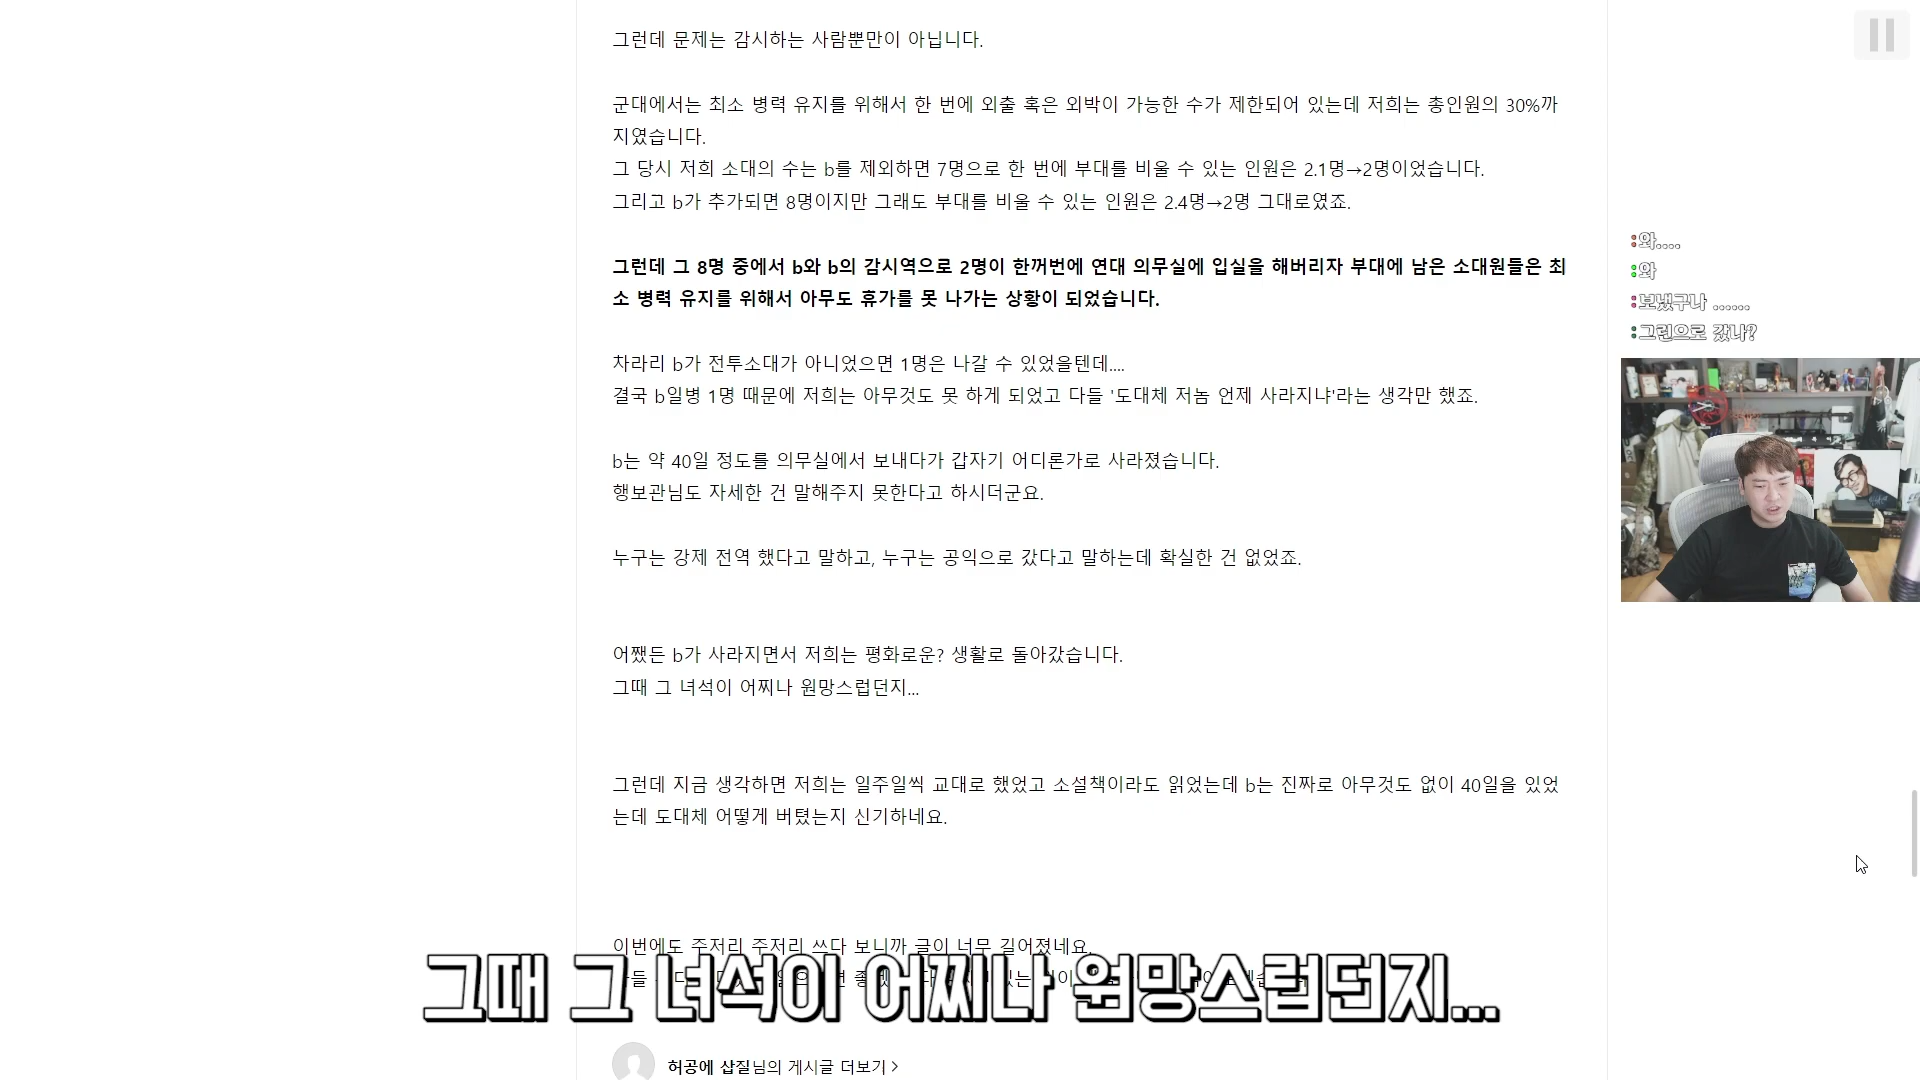 그런데 문제는 감시하는 사람뿐만이 아닙니다.
군대에서는 최소 병력 유지를 위해서 한 번에 외출 혹은 외박이 가능한 수가 제한되어 있는데 저희는 총인원의 30%까
지였습니다.
그 당시 저희 소대의 수는 b를 제외하면 7명으로 한 번에 부대를 비울 수 있는 인원은 2.1명→2명이었습니다.
그리고 b가 추가되면 8명이지만 그래도 부대를 비울 수 있는 인원은 2.4명→2명 그대로였죠.
그런데 그 8명 중에서 b와 b의 감시역으로 2명이 한꺼번에 연대 의무실에 입실을 해버리자 부대에 남은 소대원들은 최
소 병력 유지를 위해서 아무도 휴가를 못 나가는 상황이 되었습니다.
차라리 b가 전투소대가 아니었으면 1명은 나갈 수 있었을텐데....
결국 b일병 1명 때문에 저희는 아무것도 못 하게 되었고 다들 '도대체 저놈 언제 사라지냐'라는 생각만 했죠.
b는 약 40일 정도를 의무실에서 보내다가 갑자기 어디론가로 사라졌습니다.
행보관님도 자세한 건 말해주지 못한다고 하시더군요.
누구는 강제 전역 했다고 말하고, 누구는 공익으로 갔다고 말하는데 확실한 건 없었죠.
어쨌든 b가 사라지면서 저희는 평화로운? 생활로 돌아갔습니다.
그때 그 녀석이 어찌나 원망스럽던지...
그런데 지금 생각하면 저희는 일주일씩 교대로 했었고 소설책이라도 읽었는데 b는 진짜로 아무것도 없이 40일을 있었
는데 도대체 어떻게 버텼는지 신기하네요.
이번에도 주저리 주저리 쓰다 보니까 글이 너무 길어졌네요.
그때 그 녀석이 어찌나 원망스럽던지...
허공에 삽질님의 게시글 더보기 >
:와....
:와
:보냈구나 ......
:그린으로 갔나?